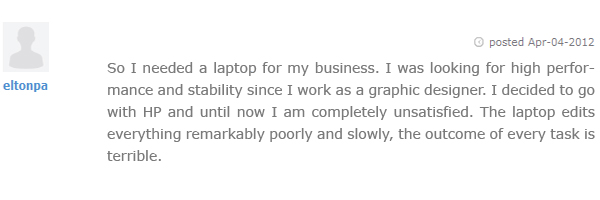 posted Apr-04-2012
eltonpa
So I needed a laptop for my business. I was looking for high perfor-
mance and stability since I work as a graphic designer. I decided to go
with HP and until now I am completely unsatisfied. The laptop edits
everything remarkably poorly and slowly, the outcome of every task is
terrible.